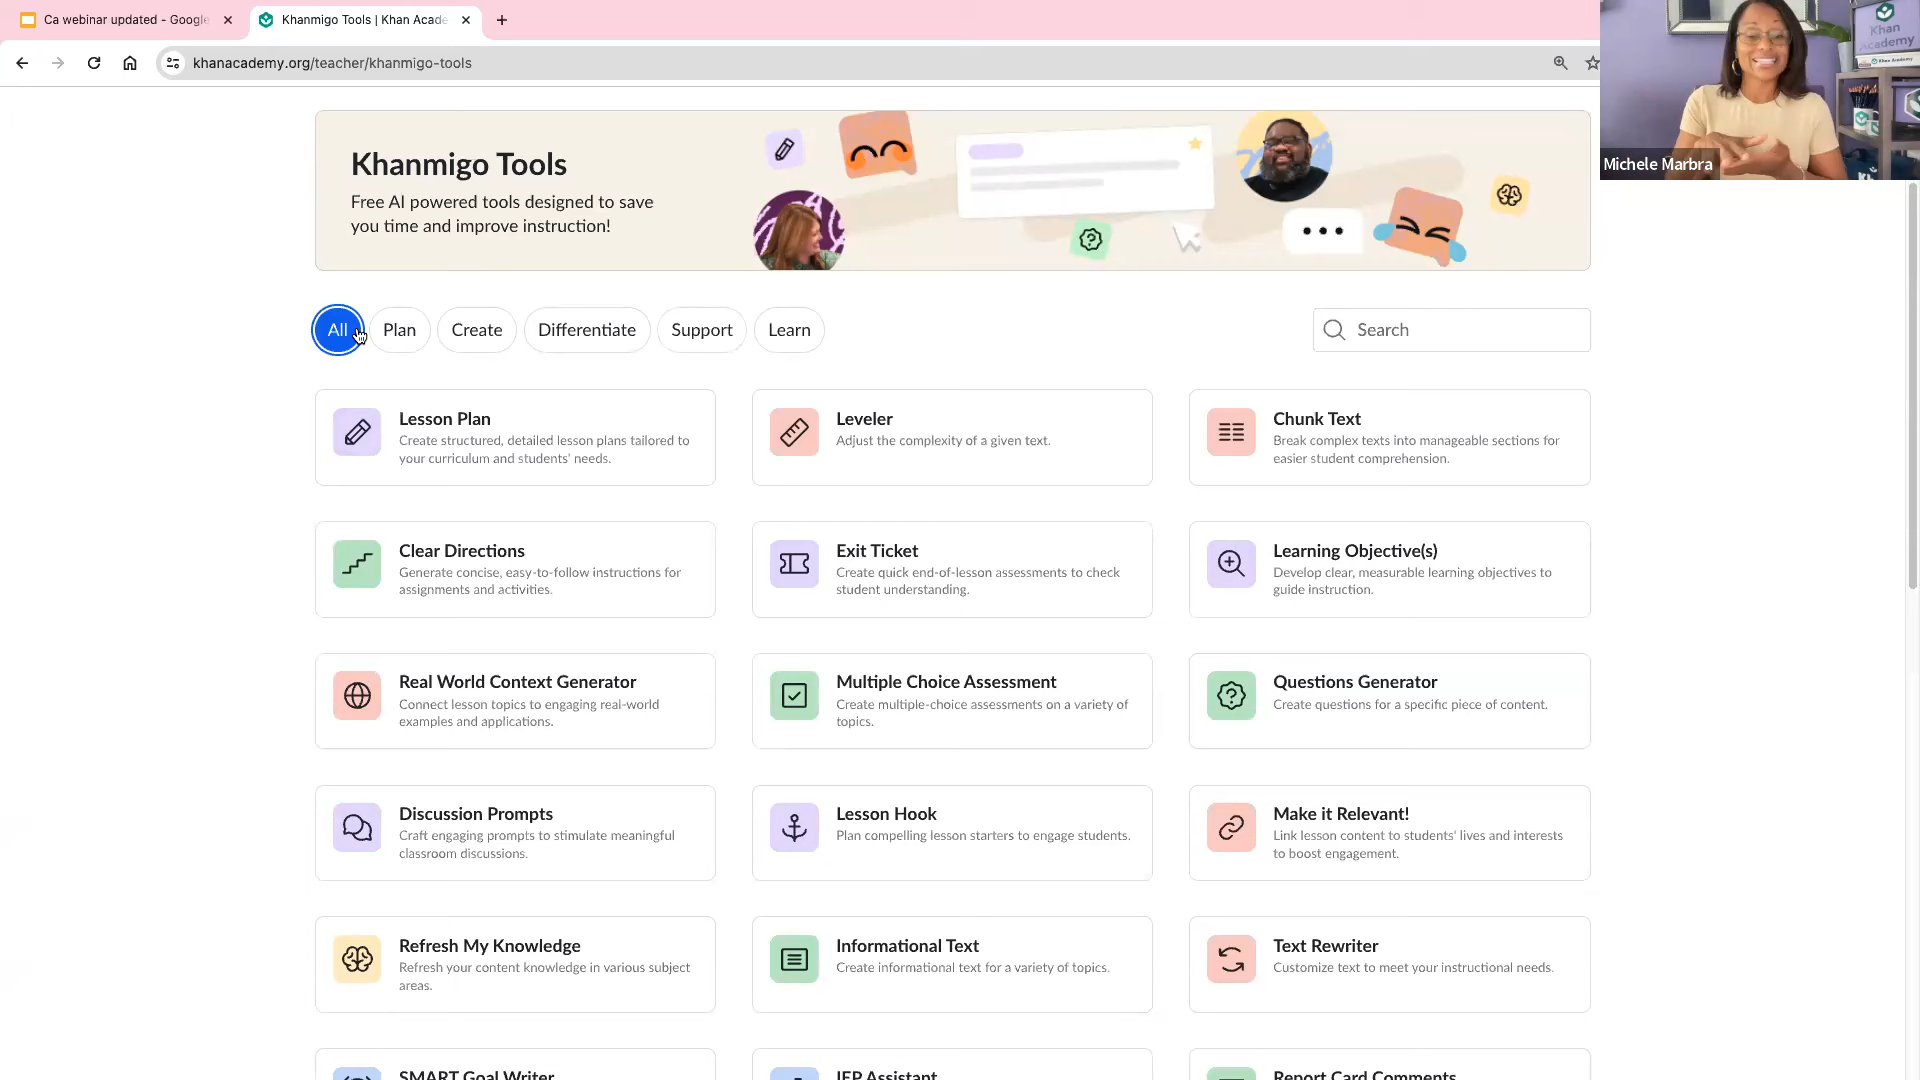 Ca webinar updated - Google
Khanmigo Tools | Khan Acade
khanacademy.org/teacher/khanmigo-tools
Khan
Academy
Khan Academy
Michele Marbra
Khanmigo Tools
Free AI powered tools designed to save
you time and improve instruction!
All
Plan
Create
Differentiate
Support
Learn
Search
Lesson Plan
Create structured, detailed lesson plans tailored to
your curriculum and students' needs.
Leveler
Adjust the complexity of a given text.
Chunk Text
Break complex texts into manageable sections for
easier student comprehension.
Clear Directions
Generate concise, easy-to-follow instructions for
assignments and activities.
Exit Ticket
Create quick end-of-lesson assessments to check
student understanding.
Learning Objective(s)
Develop clear, measurable learning objectives to
guide instruction.
Real World Context Generator
Connect lesson topics to engaging real-world
examples and applications.
Multiple Choice Assessment
Create multiple-choice assessments on a variety of
topics.
Questions Generator
Create questions for a specific piece of content.
Discussion Prompts
Craft engaging prompts to stimulate meaningful
classroom discussions.
Lesson Hook
Plan compelling lesson starters to engage students.
Make it Relevant!
Link lesson content to students' lives and interests
to boost engagement.
Refresh My Knowledge
Refresh your content knowledge in various subject
areas.
Informational Text
Create informational text for a variety of topics.
Text Rewriter
Customize text to meet your instructional needs.
SMART Goal Writer
IEP Assistant
Report Card Comments